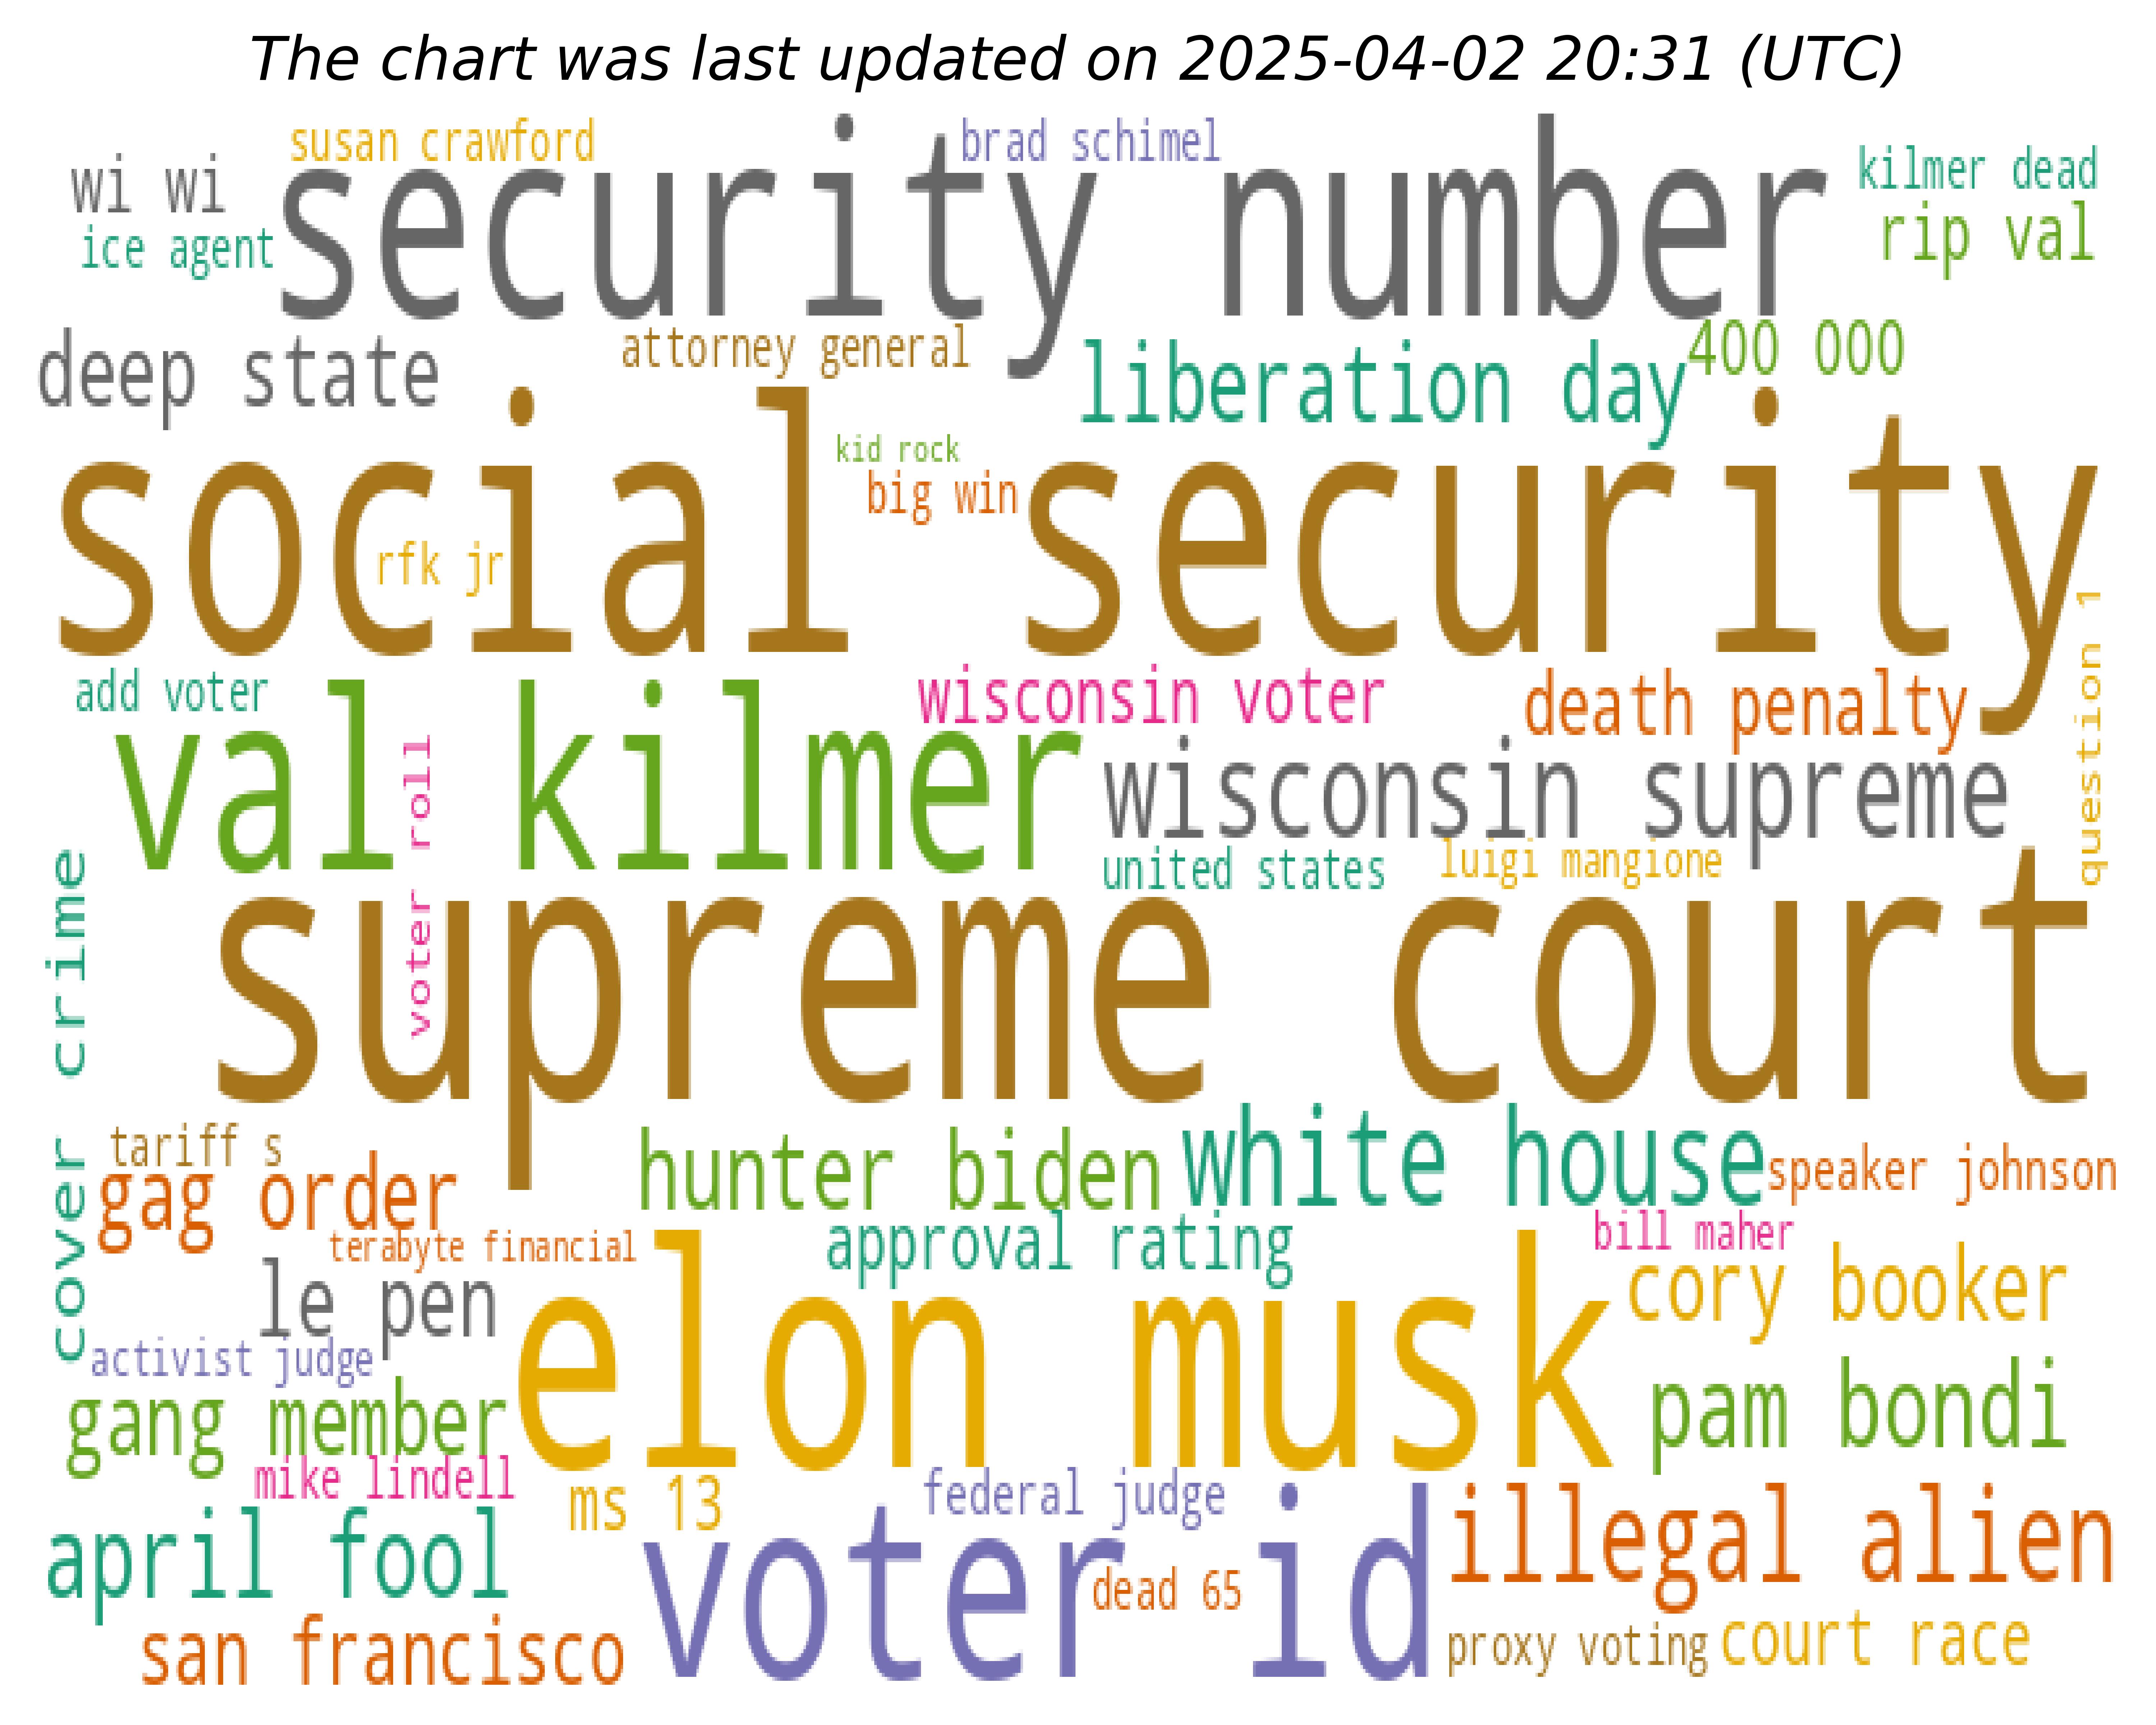 The chart was last updated on 2025-04-02 20:31 (UTC)
susan crawford
brad schimel
wi wi
security number
kilmer dead
ice agent
rip val
deep state
attorney general
liberation day
400 000
kid rock
big win
social security
rfk jr
question 1
add voter
wisconsin voter
death penalty
val kilmer
voter roll
wisconsin supreme
united states
luigi mangione
cover crime
supreme court
tariff s
gag order
hunter biden
white house
speaker johnson
terabyte financial
approval rating
bill maher
le pen
elon musk
cory booker
activist judge
gang member
pam bondi
mike lindell
ms 13
federal judge
april fool
voter id
illegal alien
dead 65
san francisco
proxy voting
court race